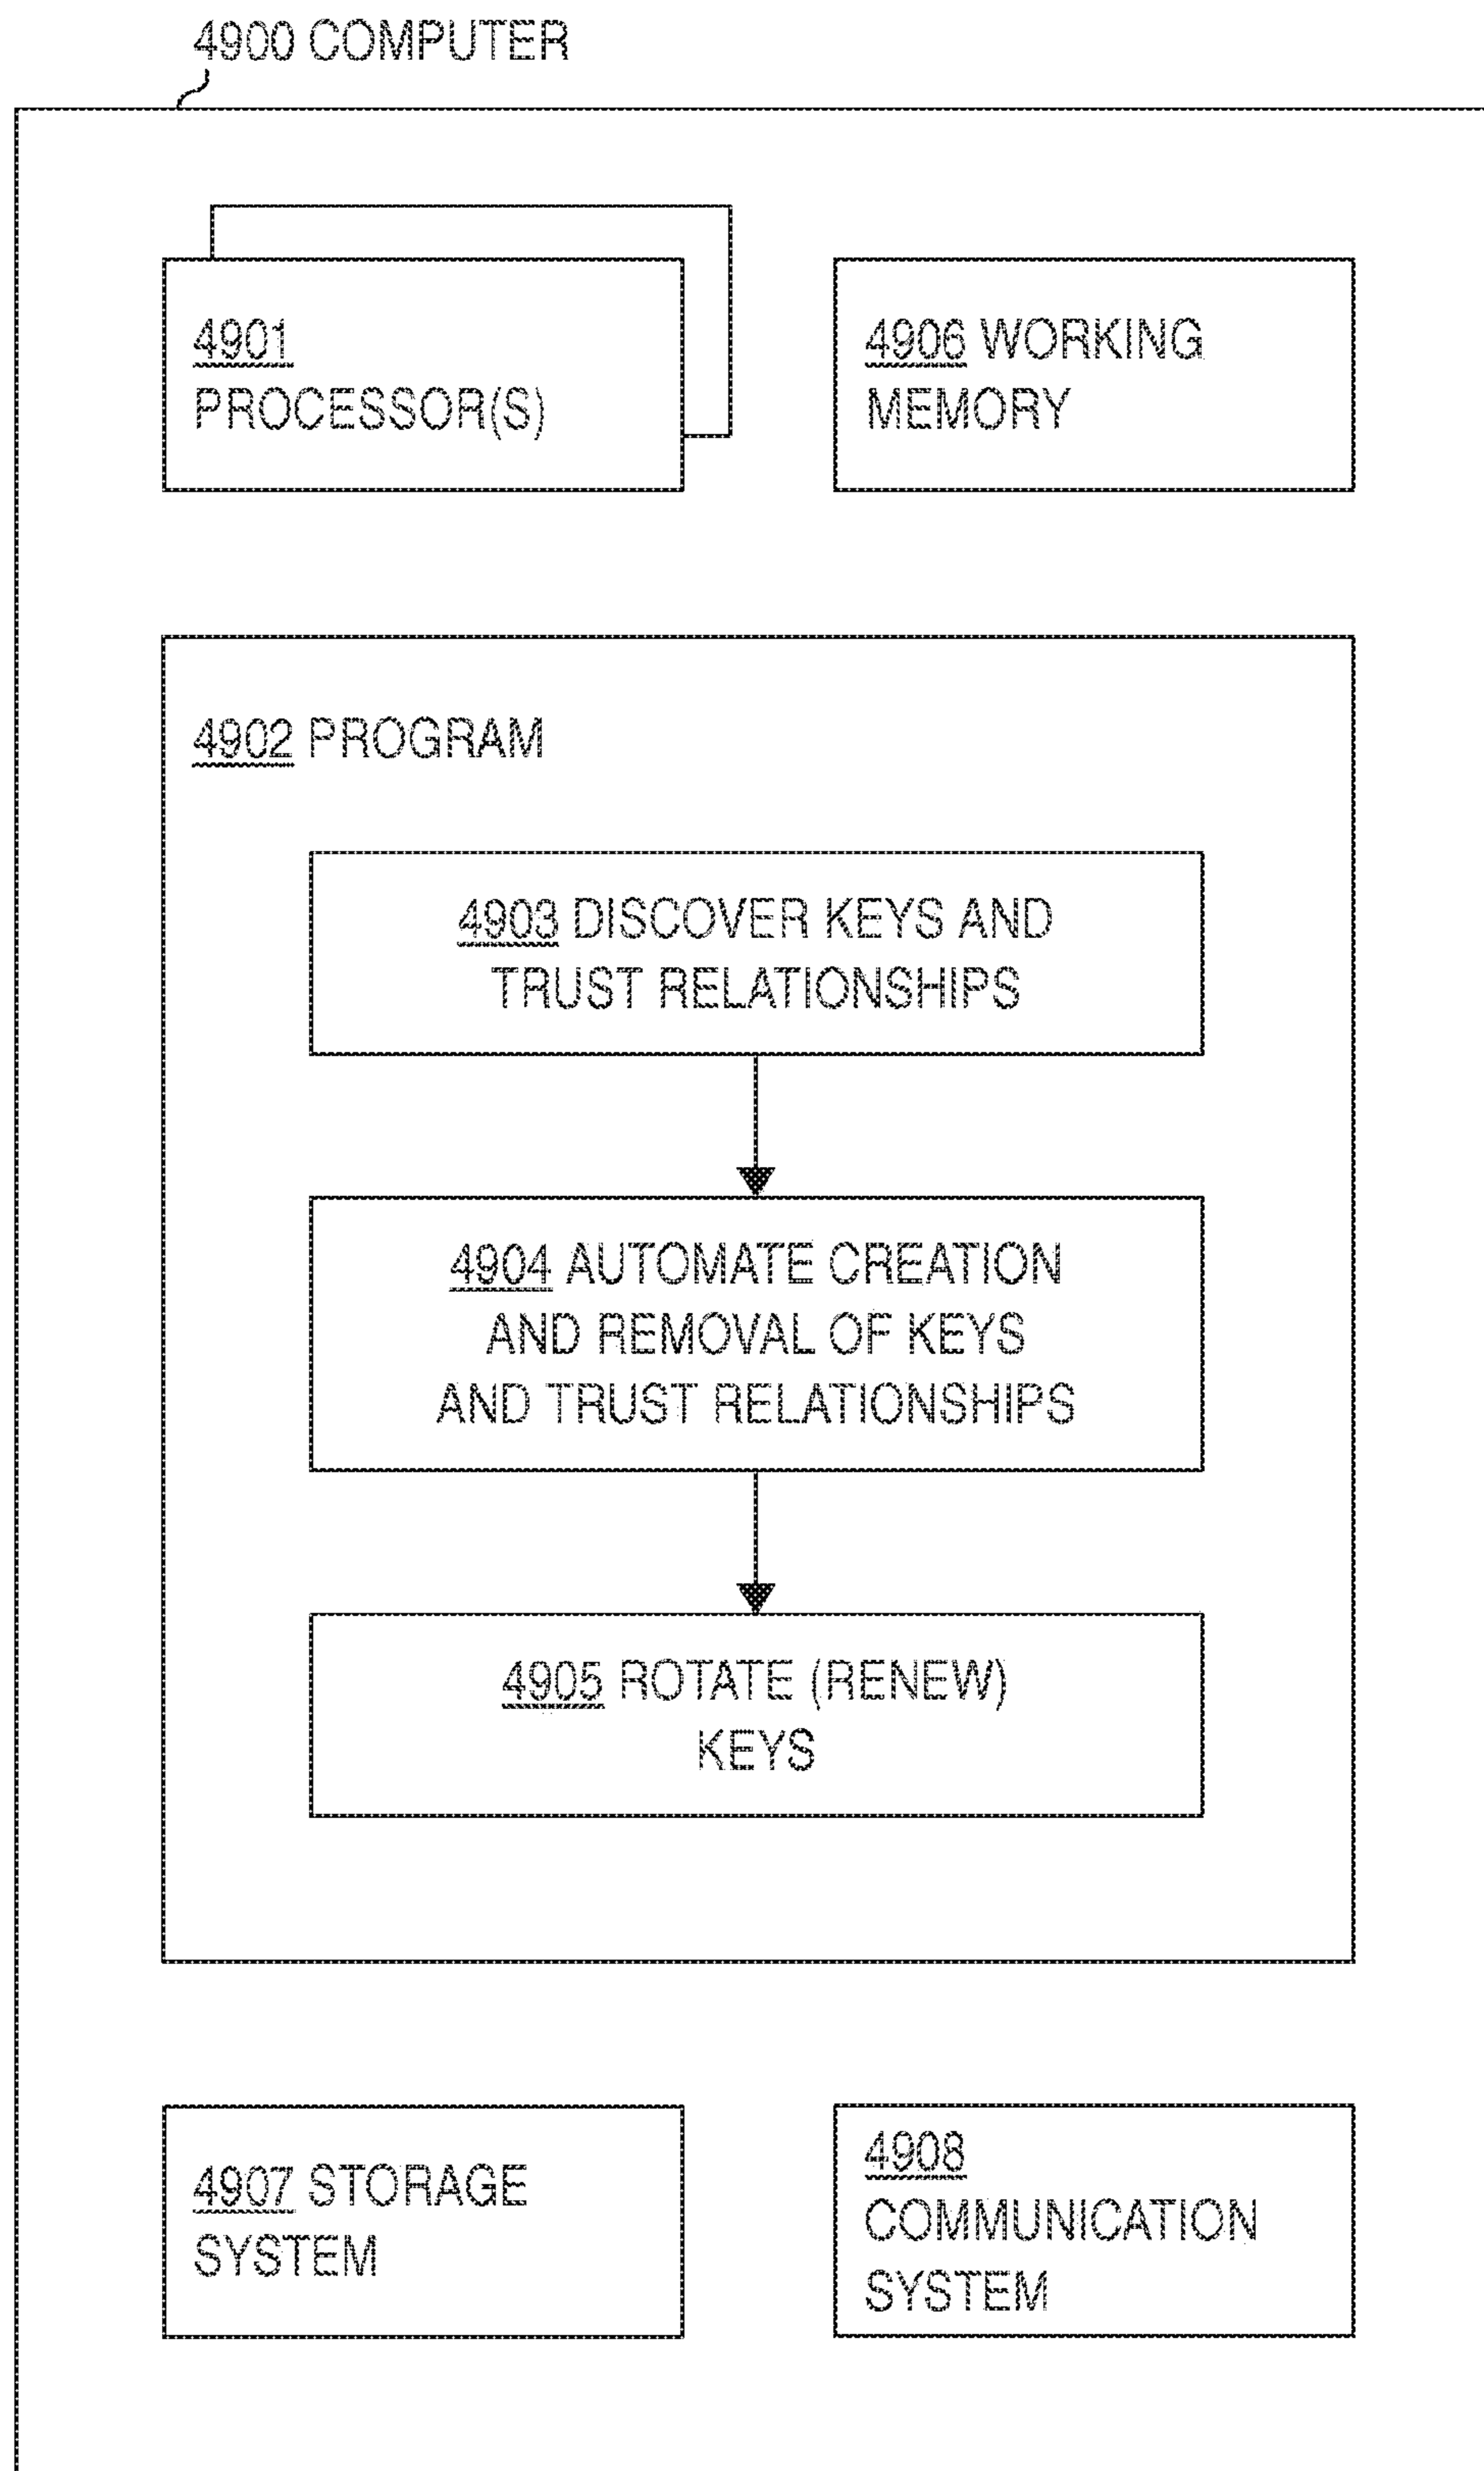 4900 COMPUTER
4901
PROCESSOR(S)
4906 WORKING
MEMORY
4902 PROGRAM
4903 DISCOVER KEYS AND
TRUST RELATIONSHIPS
4904 AUTOMATE CREATION
AND REMOVAL OF KEYS
AND TRUST RELATIONSHIPS
4905 ROTATE (RENEW)
KEYS
4907 STORAGE
SYSTEM
4908
COMMUNICATION
SYSTEM